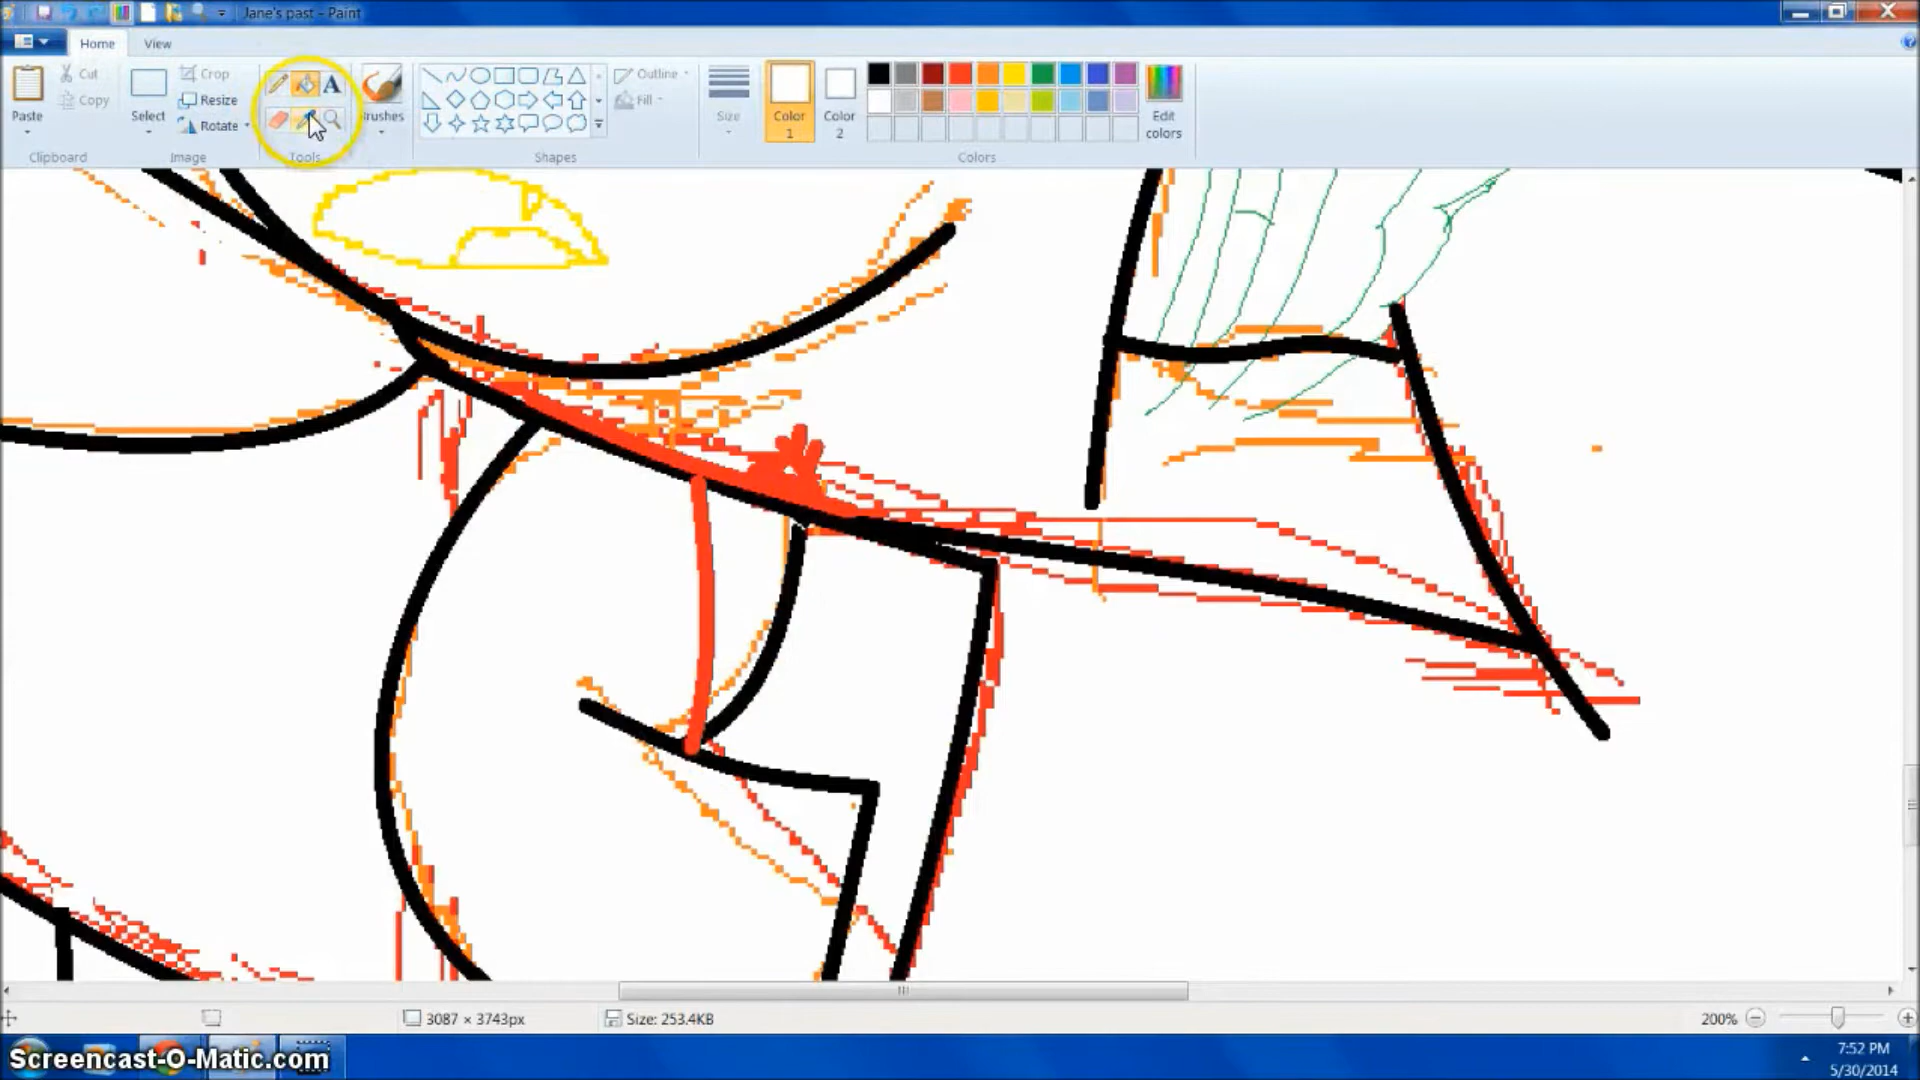 Jane's past - Paint
Home
View
Paste
Cut
Copy
Clipboard
Select
Crop
Resize
Rotate
Image
A
Tools
Brushes
Shapes
Outline
Fill
Size
Color 1
Color 2
Edit colors
Colors
3087 × 3743px
Size: 253.4KB
200%
Screencast-O-Matic.com
7:52 PM
5/30/2014